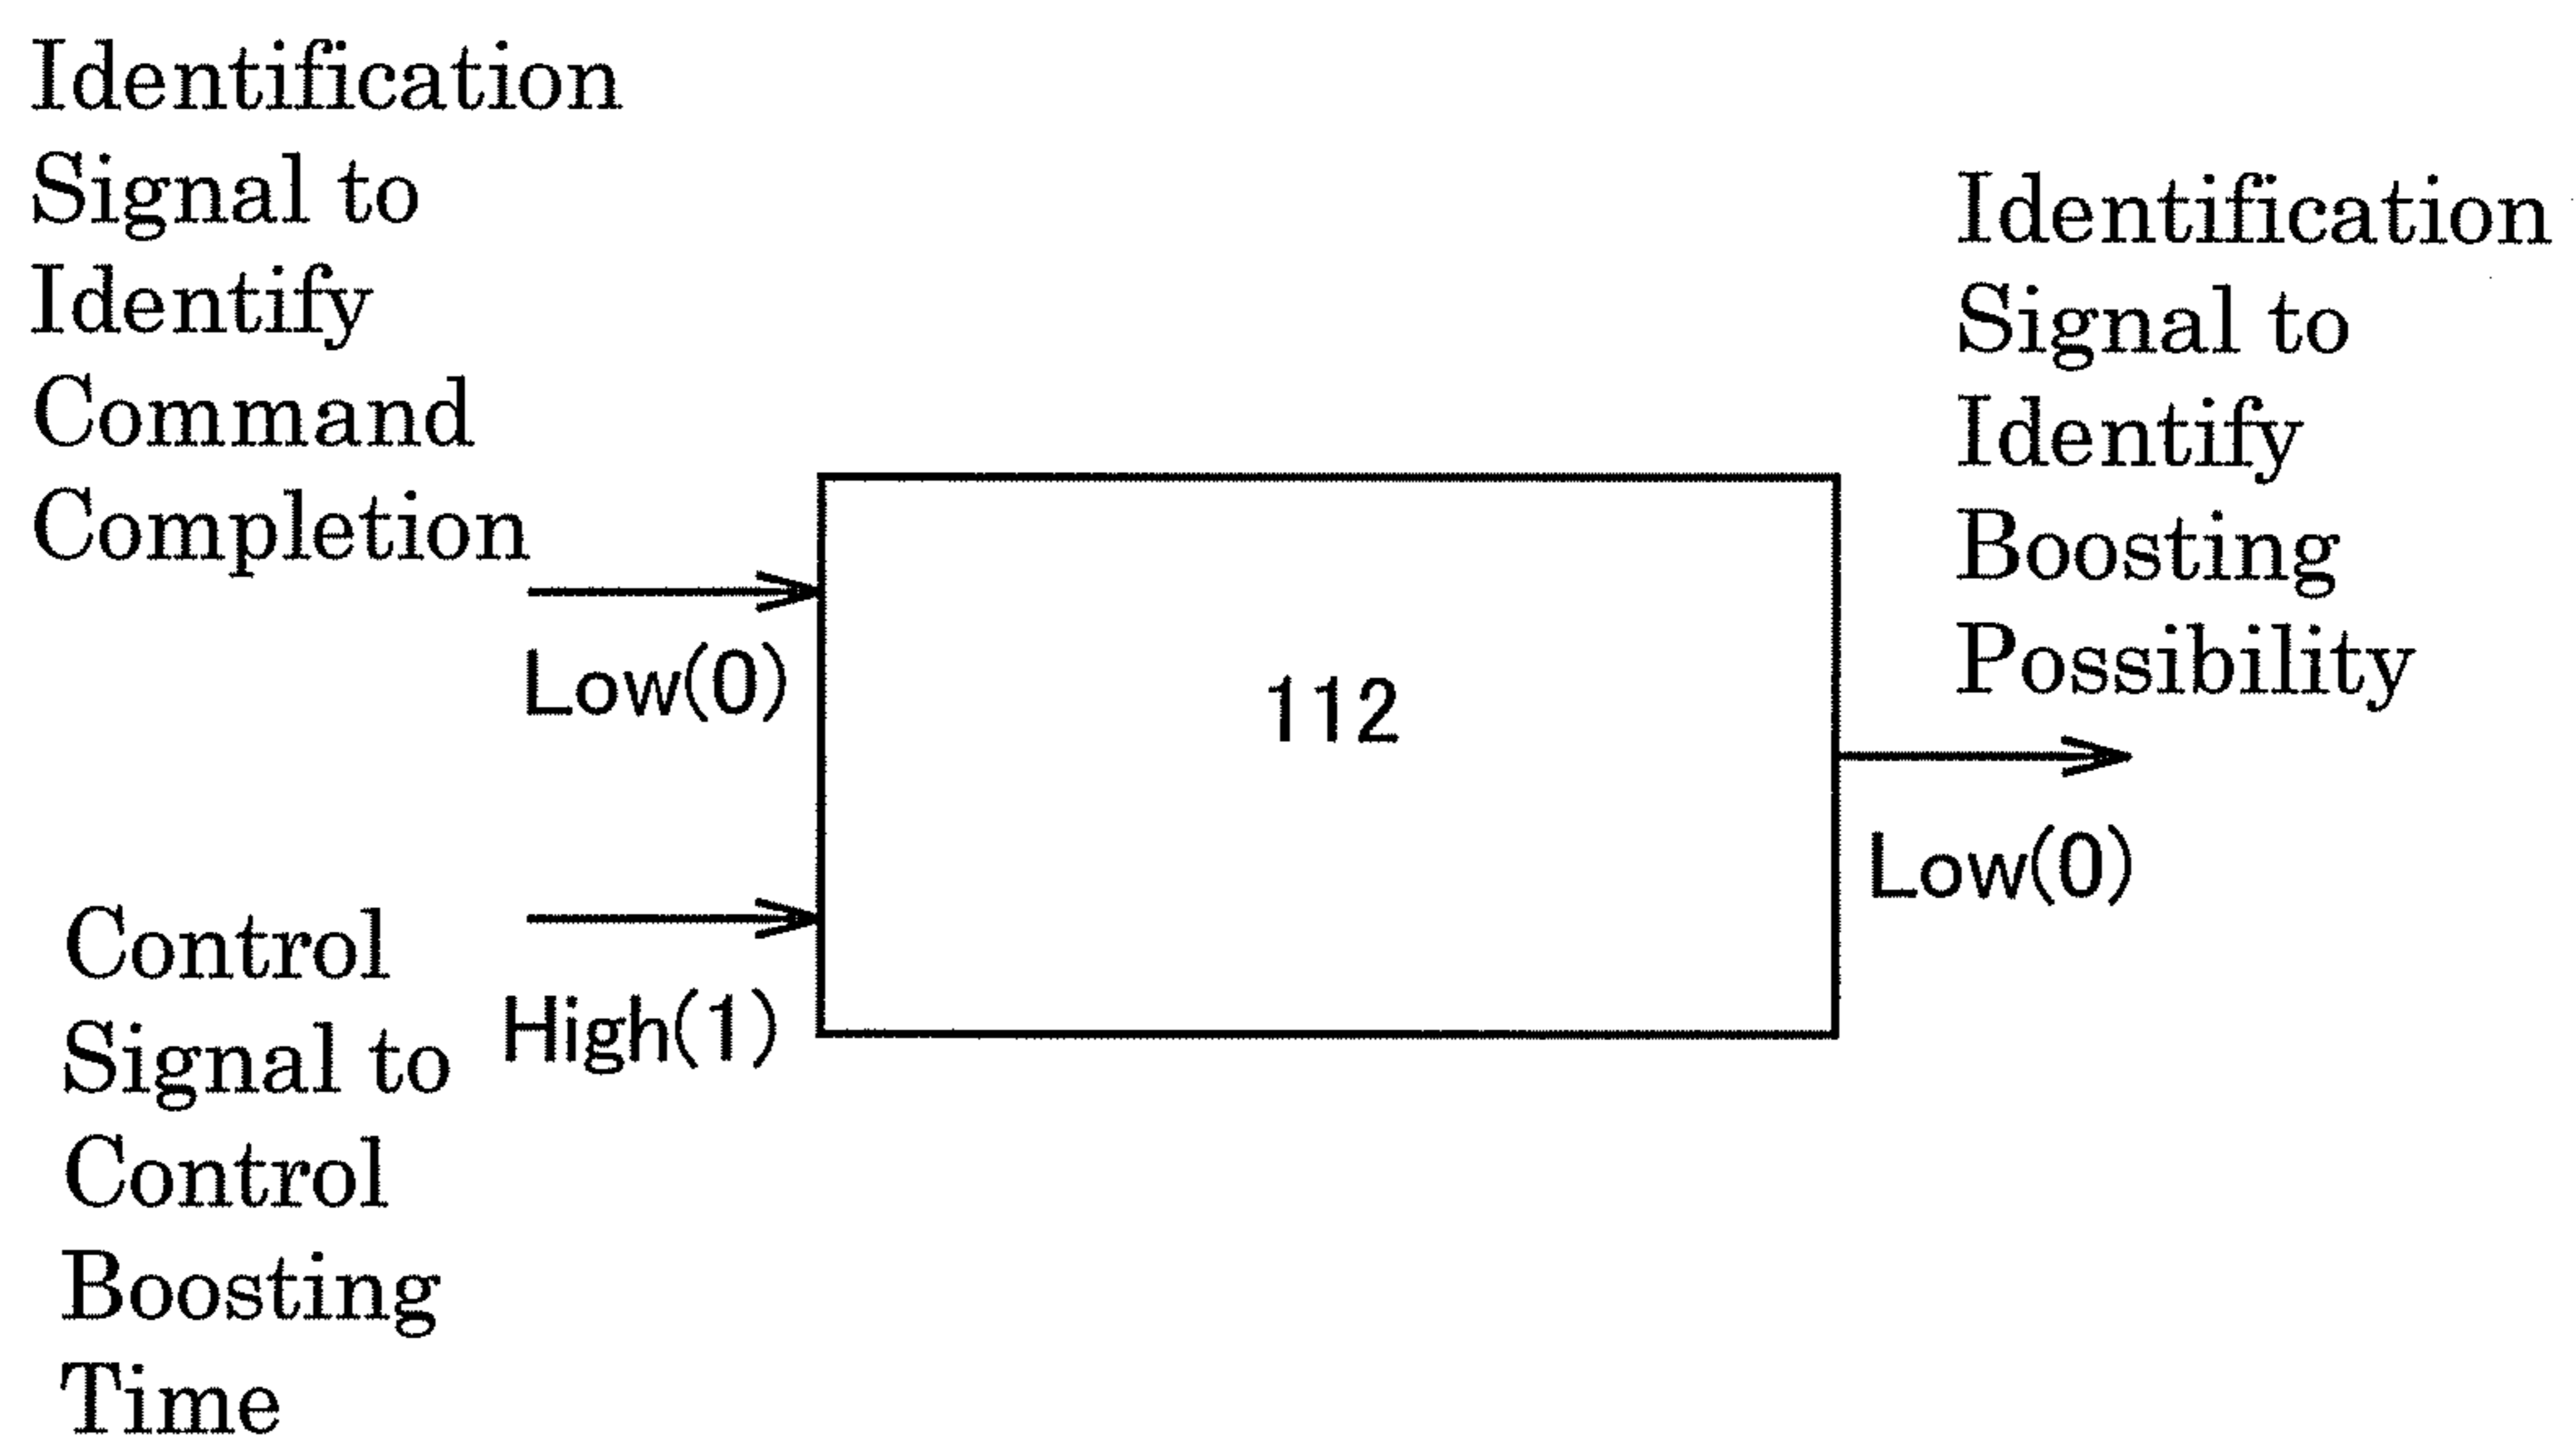 Identification
Signal to
Identify
Command
Completion
Low(0)
Control
Signal to
Control
Boosting
Time
High(1)
112
Identification
Signal to
Identify
Boosting
Possibility
Low(0)